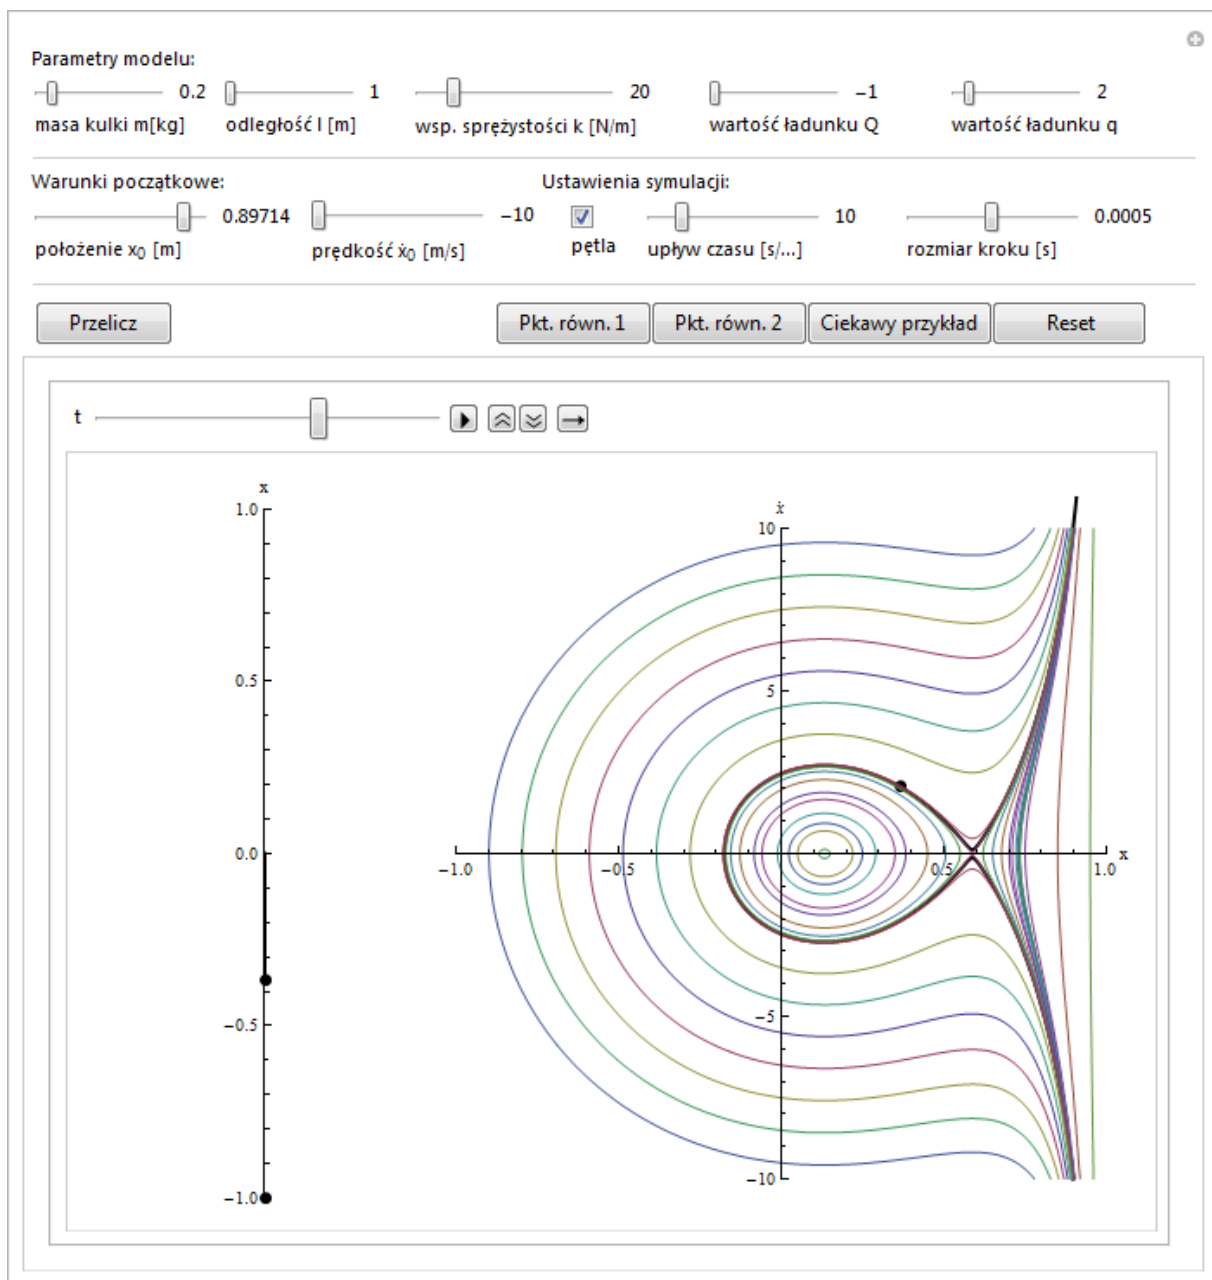 Parametry modelu:
0.2 1 20 −1 2
masa kulki m[kg] odległość l [m] wsp. sprężystości k [N/m] wartość ładunku Q wartość ładunku q
Warunki początkowe: Ustawienia symulacji:
0.89714 −10 10 0.0005
położenie x₀ [m] prędkość ẋ₀ [m/s] pętla upływ czasu [s/...] rozmiar kroku [s]
Przelicz Pkt. równ. 1 Pkt. równ. 2 Ciekawy przykład Reset
t
x
1.0
0.5
0.0
−0.5
−1.0
ẋ
10
5
−1.0 −0.5 0.5 1.0 x
−5
−10